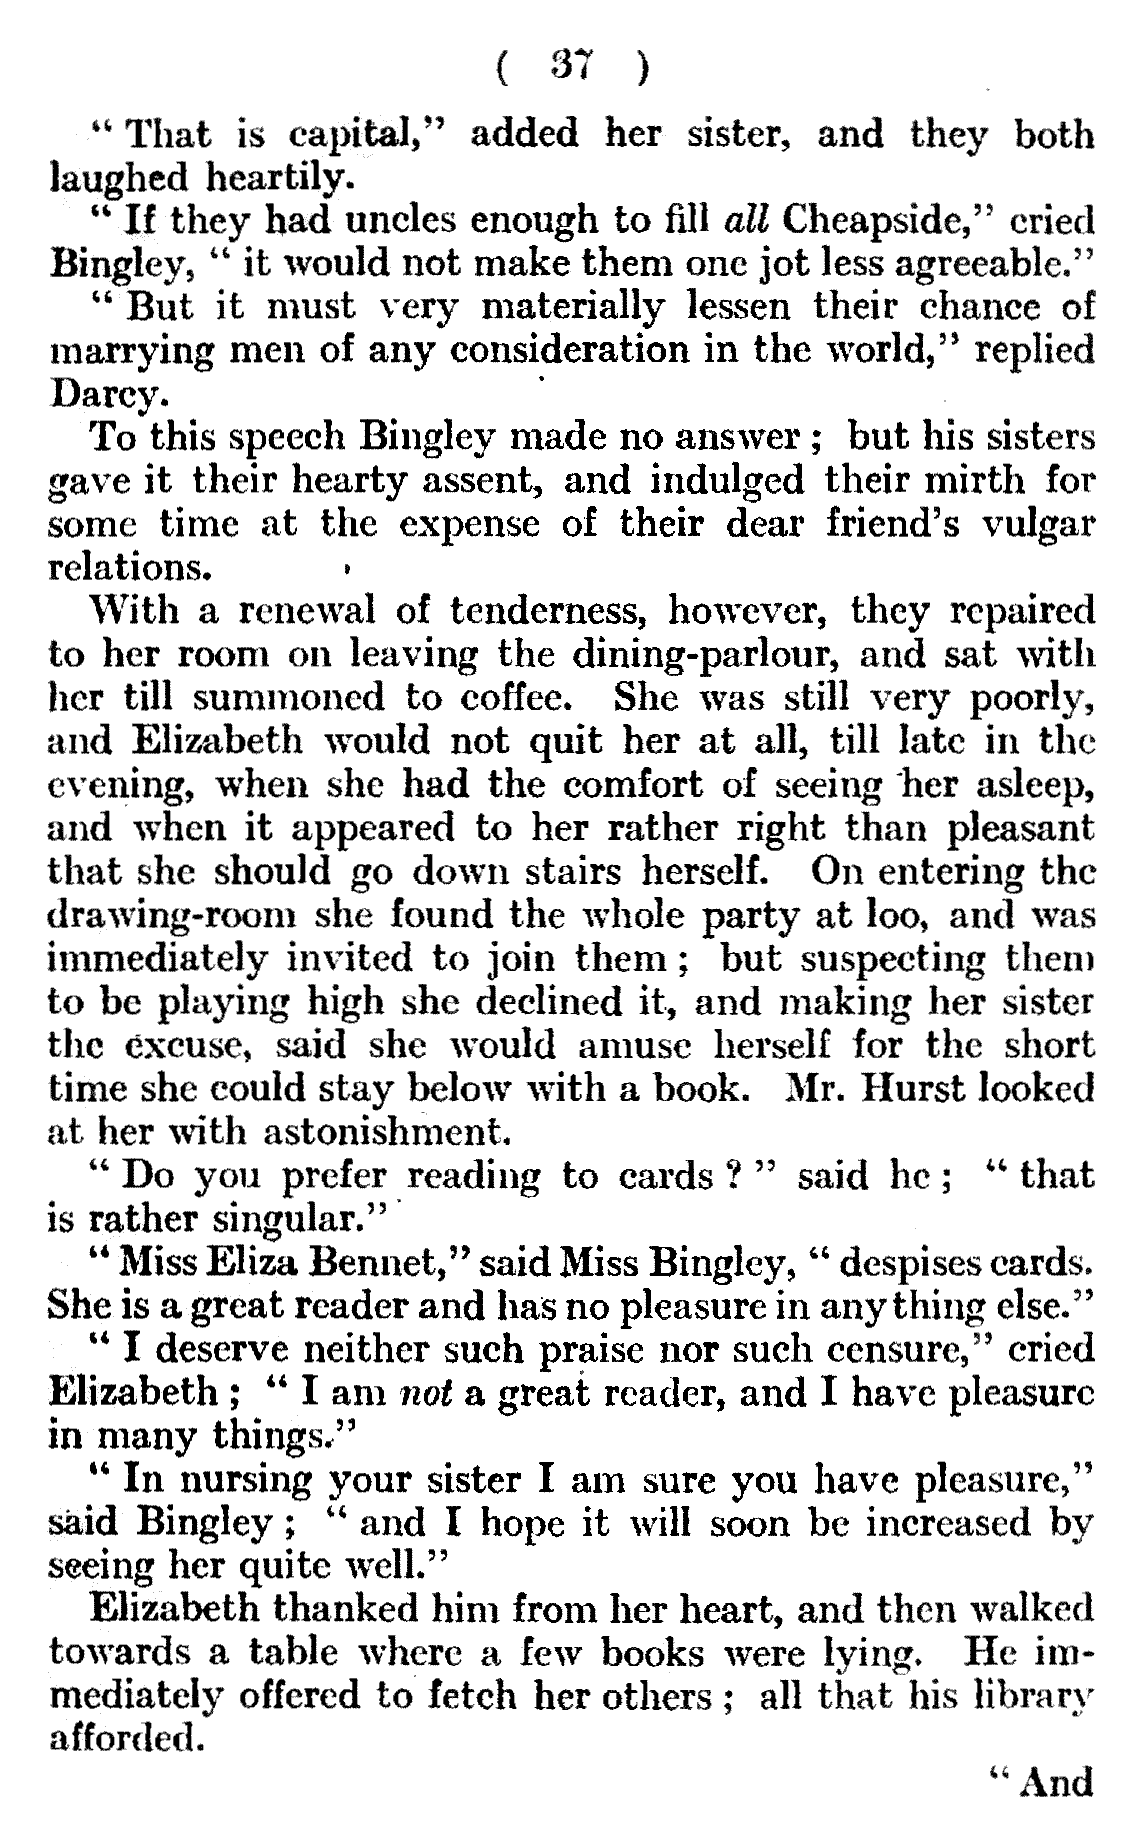 ( 37 )
“ That is capital,” added her sister, and they both
laughed heartily.
“ If they had uncles enough to fill all Cheapside,” cried
Bingley, “ it would not make them one jot less agreeable.”
“ But it must very materially lessen their chance of
marrying men of any consideration in the world,” replied
Darcy.
To this speech Bingley made no answer ; but his sisters
gave it their hearty assent, and indulged their mirth for
some time at the expense of their dear friend’s vulgar
relations.
With a renewal of tenderness, however, they repaired
to her room on leaving the dining-parlour, and sat with
her till summoned to coffee. She was still very poorly,
and Elizabeth would not quit her at all, till late in the
evening, when she had the comfort of seeing her asleep,
and when it appeared to her rather right than pleasant
that she should go down stairs herself. On entering the
drawing-room she found the whole party at loo, and was
immediately invited to join them ; but suspecting them
to be playing high she declined it, and making her sister
the excuse, said she would amuse herself for the short
time she could stay below with a book. Mr. Hurst looked
at her with astonishment.
“ Do you prefer reading to cards ? ” said he ; “ that
is rather singular.”
“ Miss Eliza Bennet,” said Miss Bingley, “ despises cards.
She is a great reader and has no pleasure in anything else.”
“ I deserve neither such praise nor such censure,” cried
Elizabeth ; “ I am not a great reader, and I have pleasure
in many things.”
“ In nursing your sister I am sure you have pleasure,”
said Bingley ; “ and I hope it will soon be increased by
seeing her quite well.”
Elizabeth thanked him from her heart, and then walked
towards a table where a few books were lying. He im-
mediately offered to fetch her others ; all that his library
afforded.
“ And